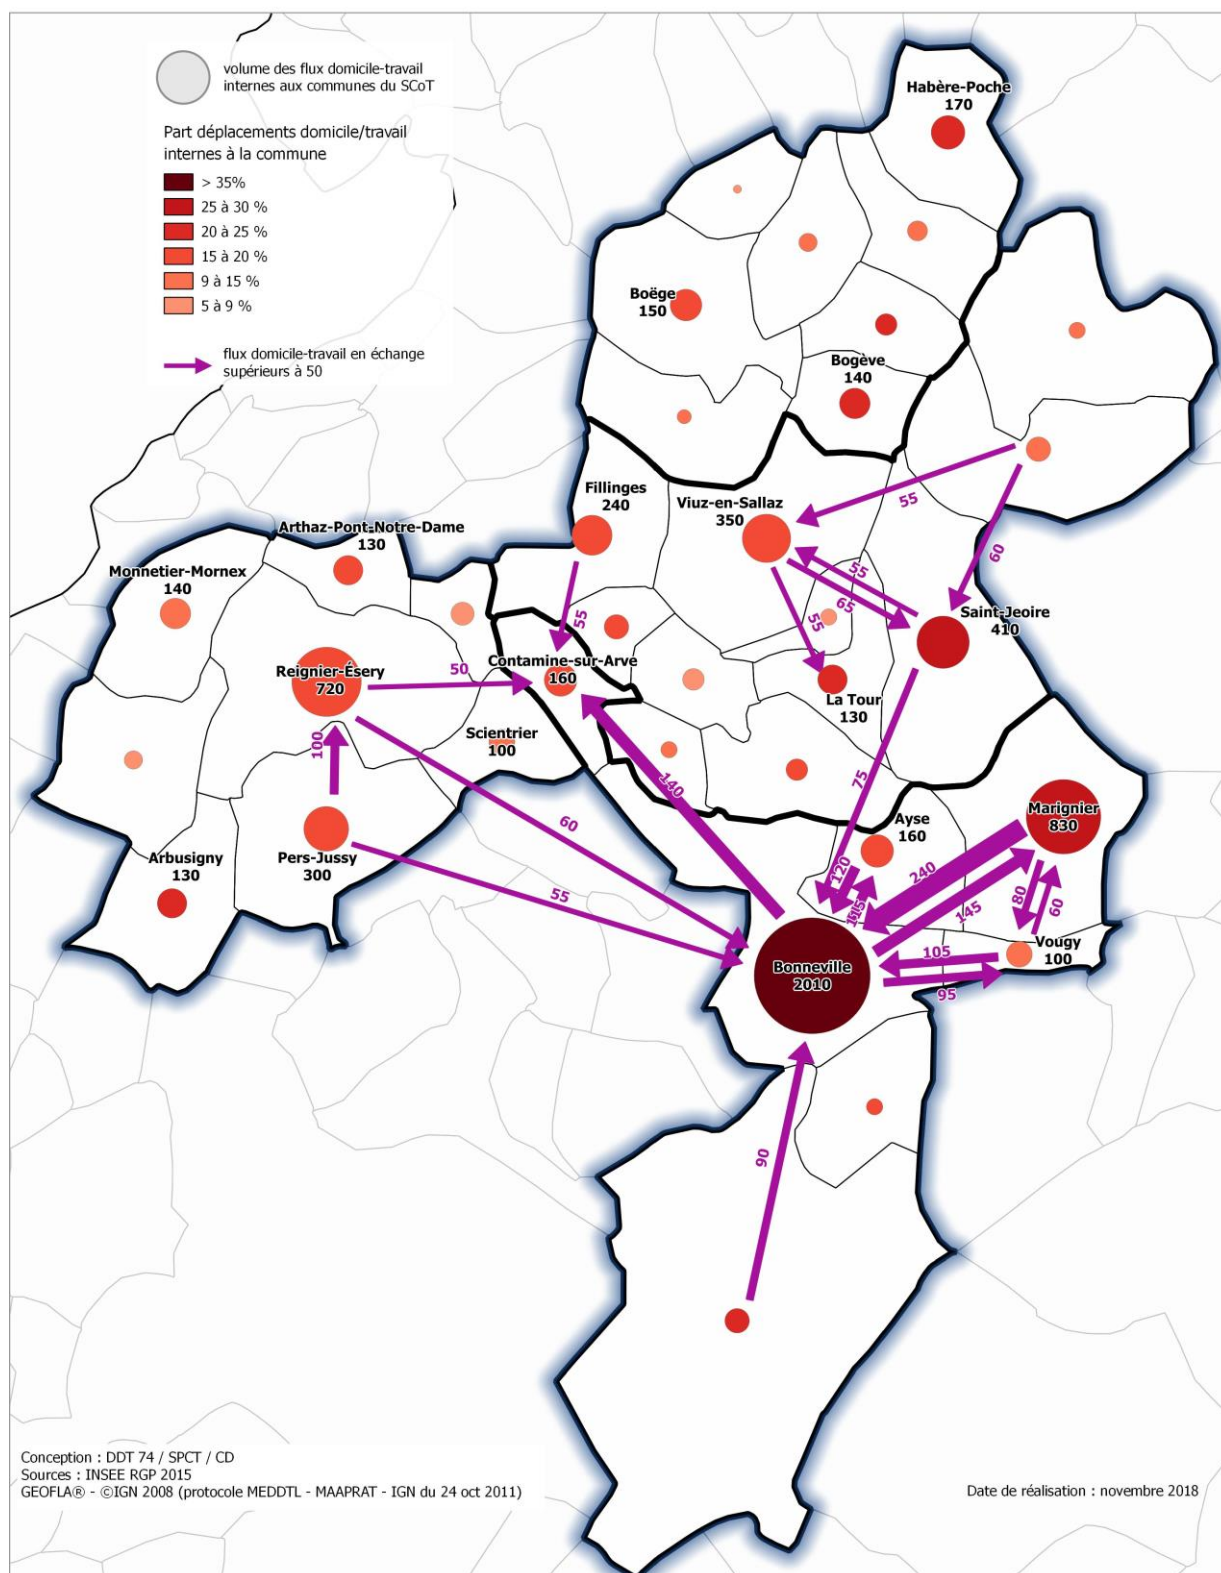 volume des flux domicile-travail
internes aux communes du SCoT
Part déplacements domicile/travail
internes à la commune
> 35%
25 à 30 %
20 à 25 %
15 à 20 %
9 à 15 %
5 à 9 %
flux domicile-travail en échange
supérieurs à 50
Habère-Poche
170
Boëge
150
Bogève
140
Fillinges
240
Viuz-en-Sallaz
350
55
60
Arthaz-Pont-Notre-Dame
130
Monnetier-Mornex
140
55
55
65
55
Saint-Jeoire
410
Contamine-sur-Arve
160
Reignier-Ésery
720
50
La Tour
130
Scientrier
100
100
140
75
60
Marignier
830
Ayse
160
Arbusigny
130
Pers-Jussy
300
55
120
240
145
80
60
Vougy
100
105
95
Bonneville
2010
90
Conception : DDT 74 / SPCT / CD
Sources : INSEE RGP 2015
GEOFLA® - ©IGN 2008 (protocole MEDDTL - MAAPRAT - IGN du 24 oct 2011)
Date de réalisation : novembre 2018